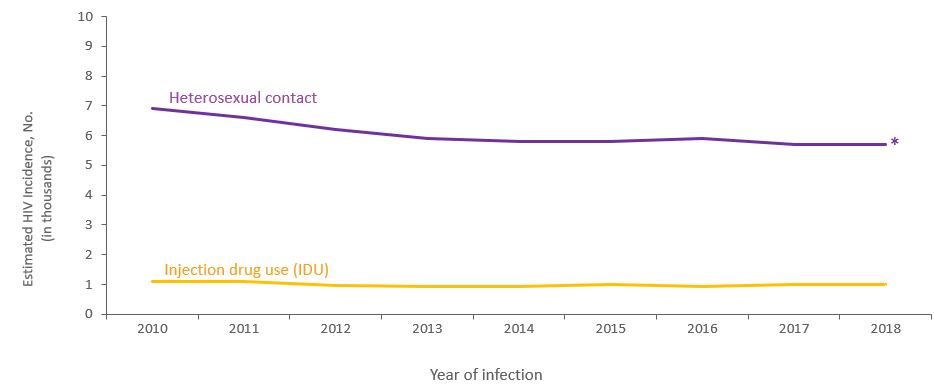 10
9
8
7
6
5
4
3
2
1
0
Estimated HIV Incidence, No.
(in thousands)
Heterosexual contact
*
Injection drug use (IDU)
2010 2011 2012 2013 2014 2015 2016 2017 2018
Year of infection